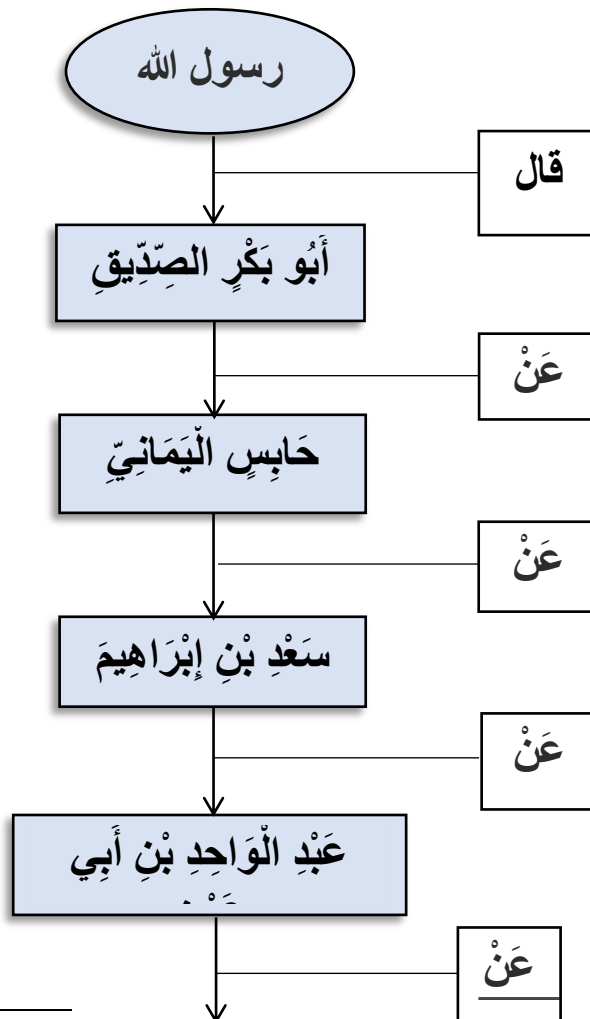 رسول الله
قال
أَبُو بَكْرٍ الصِّدِّيقِ
عَنْ
حَابِسٍ الْيَمَانِيِّ
عَنْ
سَعْدِ بْنِ إِبْرَاهِيمَ
عَنْ
عَبْدِ الْوَاحِدِ بْنِ أَبِي
عَنْ